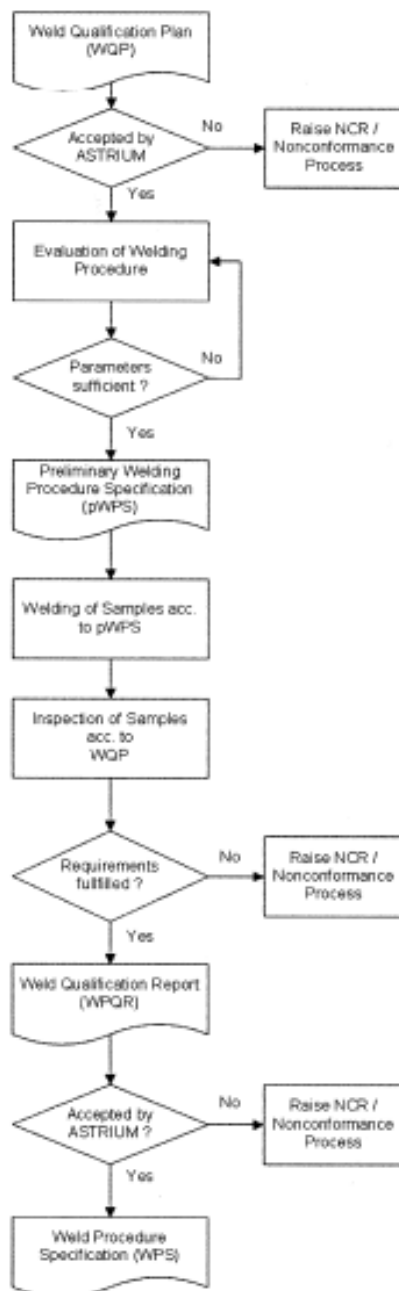 Weld Qualification Plan
(WQP)
Accepted by
ASTRIUM
No
Raise NCR /
Nonconformance
Process
Yes
Evaluation of Welding
Procedure
Parameters
sufficient ?
No
Yes
Preliminary Welding
Procedure Specification
(pWPS)
Welding of Samples acc.
to pWPS
Inspection of Samples
acc. to
WQP
Requirements
fullfilled ?
No
Raise NCR /
Nonconformance
Process
Yes
Weld Qualification Report
(WPQR)
Accepted by
ASTRIUM ?
No
Raise NCR /
Nonconformance
Process
Yes
Weld Procedure
Specification (WPS)